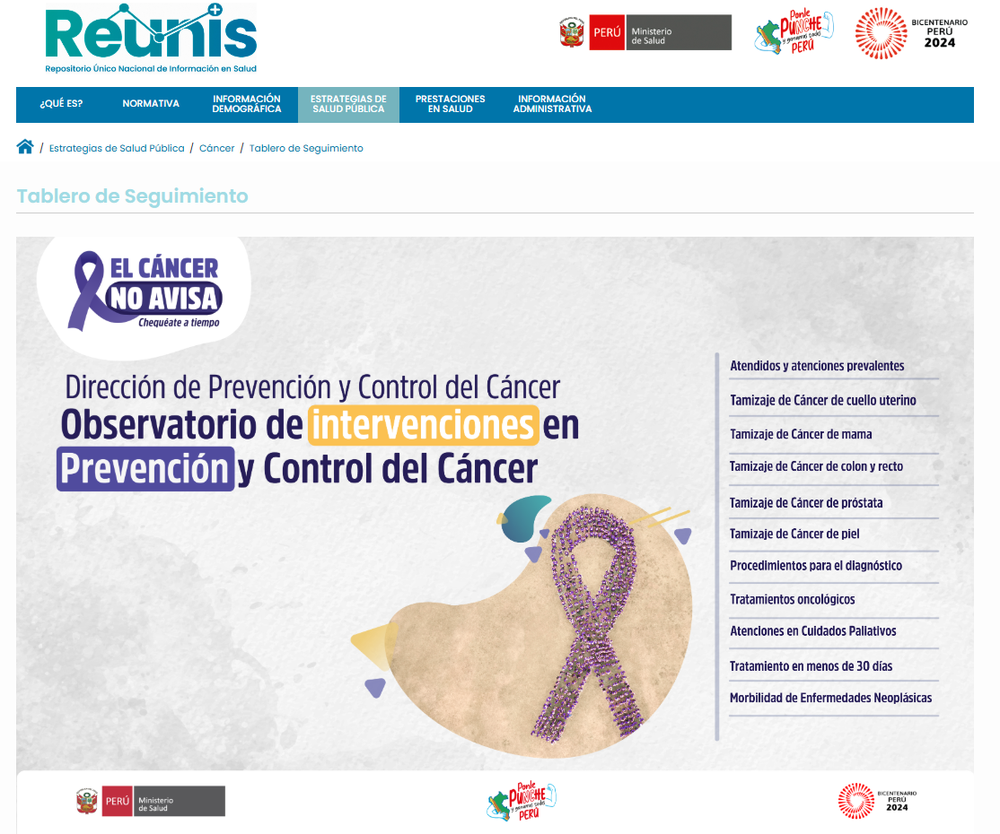 Reunis
Repositorio Único Nacional de Información en Salud
PERÚ
Ministerio
de Salud
Ponle
PUNCHE
y ganamos todos
PERÚ
BICENTENARIO
PERÚ
2024
¿QUÉ ES?
NORMATIVA
INFORMACIÓN
DEMOGRÁFICA
ESTRATEGIAS DE
SALUD PÚBLICA
PRESTACIONES
EN SALUD
INFORMACIÓN
ADMINISTRATIVA
/ Estrategias de Salud Pública / Cáncer / Tablero de Seguimiento
Tablero de Seguimiento
EL CÁNCER
NO AVISA
Chequéate a tiempo
Dirección de Prevención y Control del Cáncer
Observatorio de intervenciones en
Prevención y Control del Cáncer
Atendidos y atenciones prevalentes
Tamizaje de Cáncer de cuello uterino
Tamizaje de Cáncer de mama
Tamizaje de Cáncer de colon y recto
Tamizaje de Cáncer de próstata
Tamizaje de Cáncer de piel
Procedimientos para el diagnóstico
Tratamientos oncológicos
Atenciones en Cuidados Paliativos
Tratamiento en menos de 30 días
Morbilidad de Enfermedades Neoplásicas
PERÚ
Ministerio
de Salud
Ponle
PUNCHE
y ganamos todos
PERÚ
BICENTENARIO
PERÚ
2024